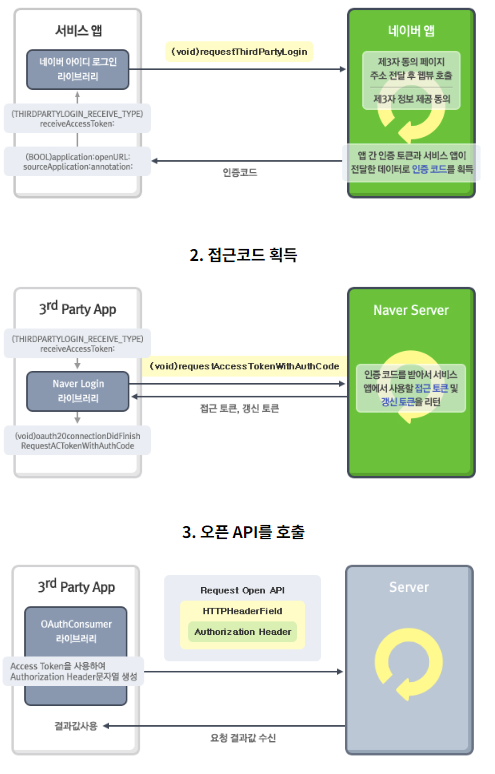 서비스 앱
네이버 아이디 로그인
라이브러리
(THIRDPARTYLOGIN_RECEIVE_TYPE)
receiveAccessToken:
(BOOL)application:openURL:
sourceApplication:annotation:
(void)requestThirdPartyLogin
인증코드
네이버 앱
제3자 동의 페이지
주소 전달 후 웹뷰 호출
제3자 정보 제공 동의
앱 간 인증 토큰과 서비스 앱이
전달한 데이터로 인증 코드를 획득
2. 접근코드 획득
3rd Party App
(THIRDPARTYLOGIN_RECEIVE_TYPE)
receiveAccessToken:
Naver Login
라이브러리
(void)oauth20connectionDidFinish
RequestACTokenWithAuthCode
(void)requestAccessTokenWithAuthCode
접근 토큰, 갱신 토큰
Naver Server
인증 코드를 받아서 서비스
앱에서 사용할 접근 토큰 및
갱신 토큰을 리턴
3. 오픈 API를 호출
3rd Party App
OAuthConsumer
라이브러리
Access Token을 사용하여
Authorization Header문자열 생성
결과값사용
Request Open API
HTTPHeaderField
Authorization Header
요청 결과값 수신
Server